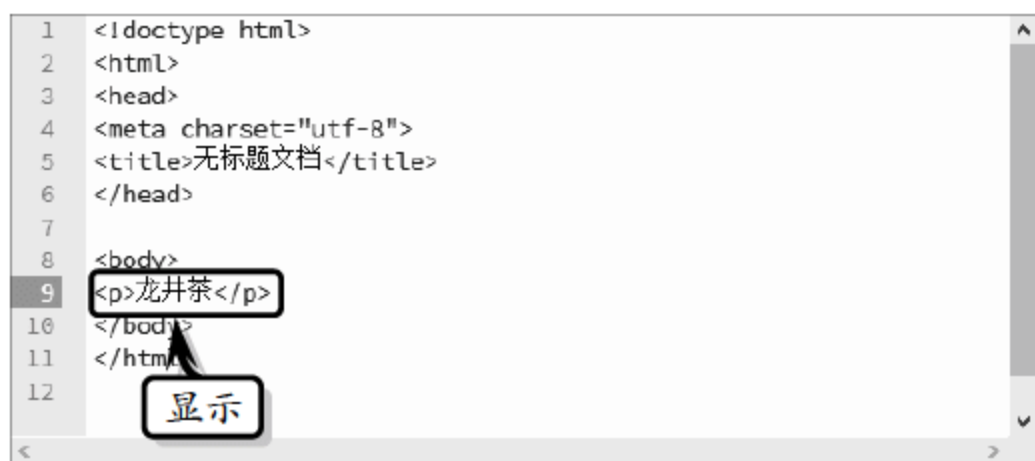 1 <!doctype html>
2 <html>
3 <head>
4 <meta charset="utf-8">
5 <title>无标题文档</title>
6 </head>
7
8 <body>
9 <p>龙井茶</p>
10 </body>
11 </html>
12
显示